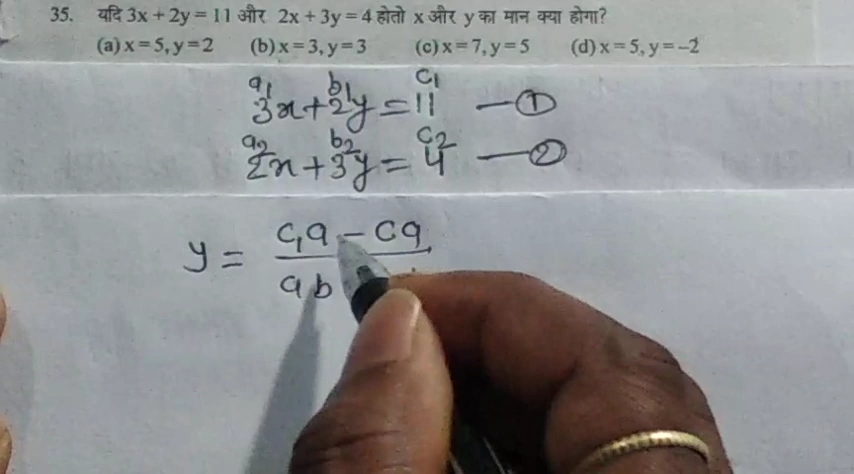 35. यदि 3x + 2y = 11 और 2x + 3y = 4 होतो x और y का मान क्या होगा?
(a) x = 5, y = 2 (b) x = 3, y = 3 (c) x = 7, y = 5 (d) x = 5, y = –2
a1 b1 c1
3x + 2y = 11 — ①
a2 b2 c2
2x + 3y = 4 — ②
y = c1a – ca
ab